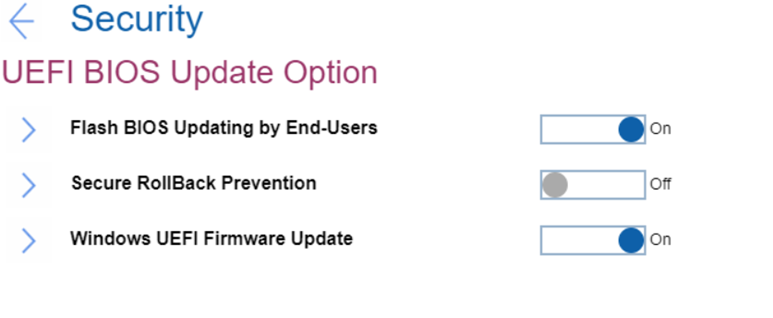 Security
UEFI BIOS Update Option
Flash BIOS Updating by End-Users On
Secure RollBack Prevention Off
Windows UEFI Firmware Update On